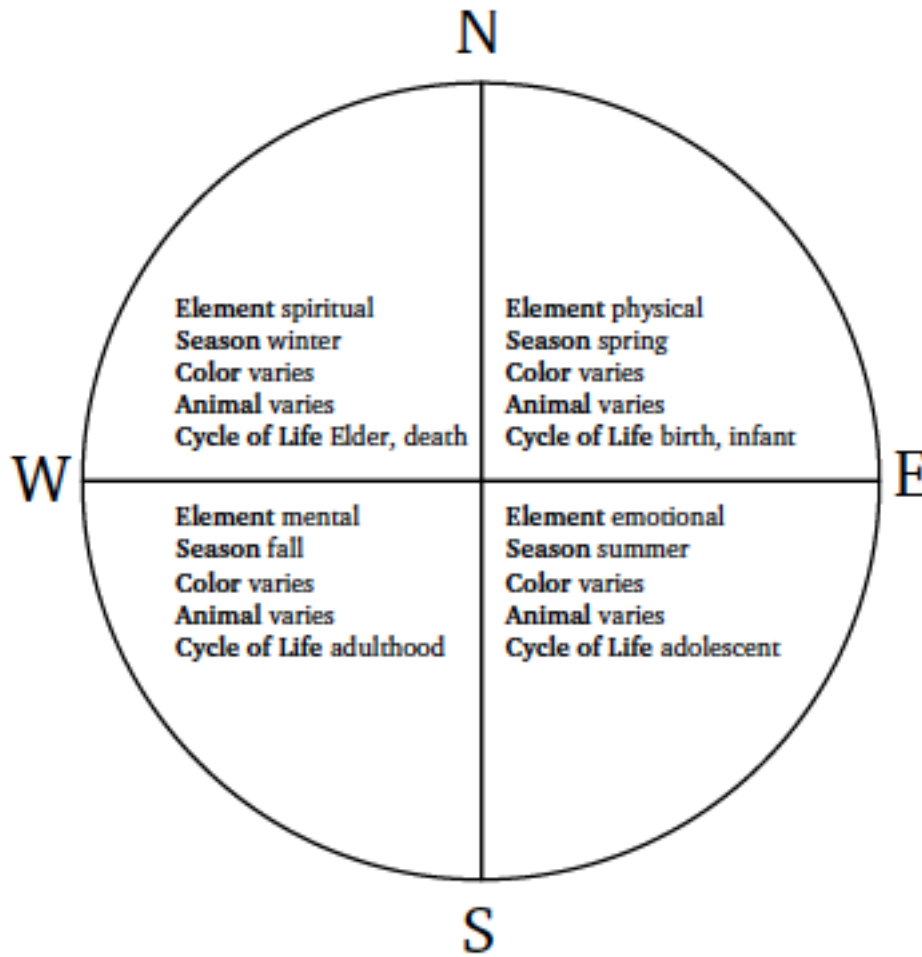 N
Element spiritual
Season winter
Color varies
Animal varies
Cycle of Life Elder, death
Element physical
Season spring
Color varies
Animal varies
Cycle of Life birth, infant
W
E
Element mental
Season fall
Color varies
Animal varies
Cycle of Life adulthood
Element emotional
Season summer
Color varies
Animal varies
Cycle of Life adolescent
S